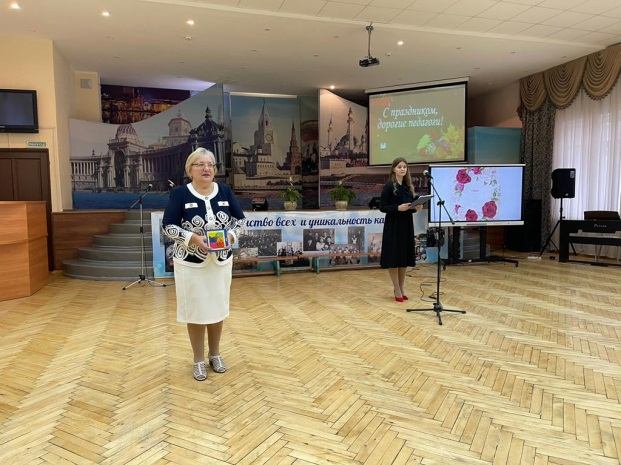 С праздником,
дорогие педагоги!
ство всех и уникальность ка